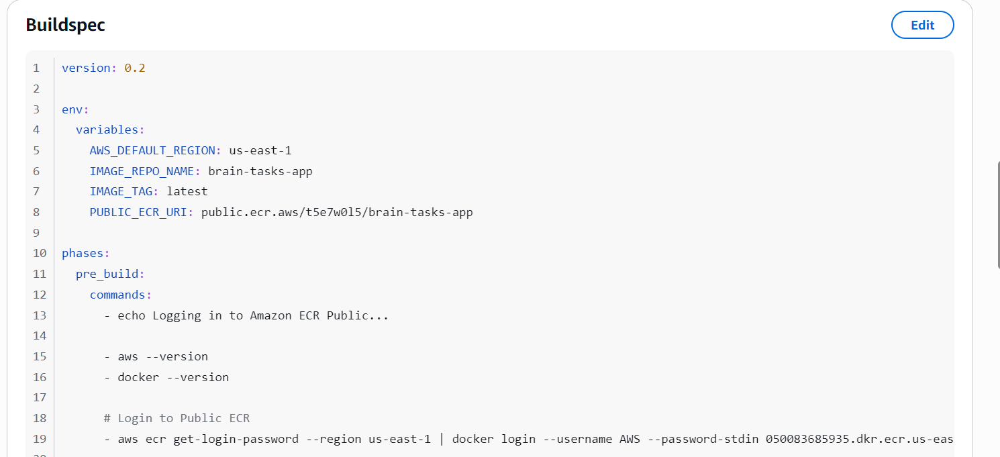 Buildspec
Edit
1 version: 0.2
2
3 env:
4   variables:
5     AWS_DEFAULT_REGION: us-east-1
6     IMAGE_REPO_NAME: brain-tasks-app
7     IMAGE_TAG: latest
8     PUBLIC_ECR_URI: public.ecr.aws/t5e7w0l5/brain-tasks-app
9
10 phases:
11   pre_build:
12     commands:
13       - echo Logging in to Amazon ECR Public...
14
15       - aws --version
16       - docker --version
17
18       # Login to Public ECR
19       - aws ecr get-login-password --region us-east-1 | docker login --username AWS --password-stdin 050083685935.dkr.ecr.us-eas